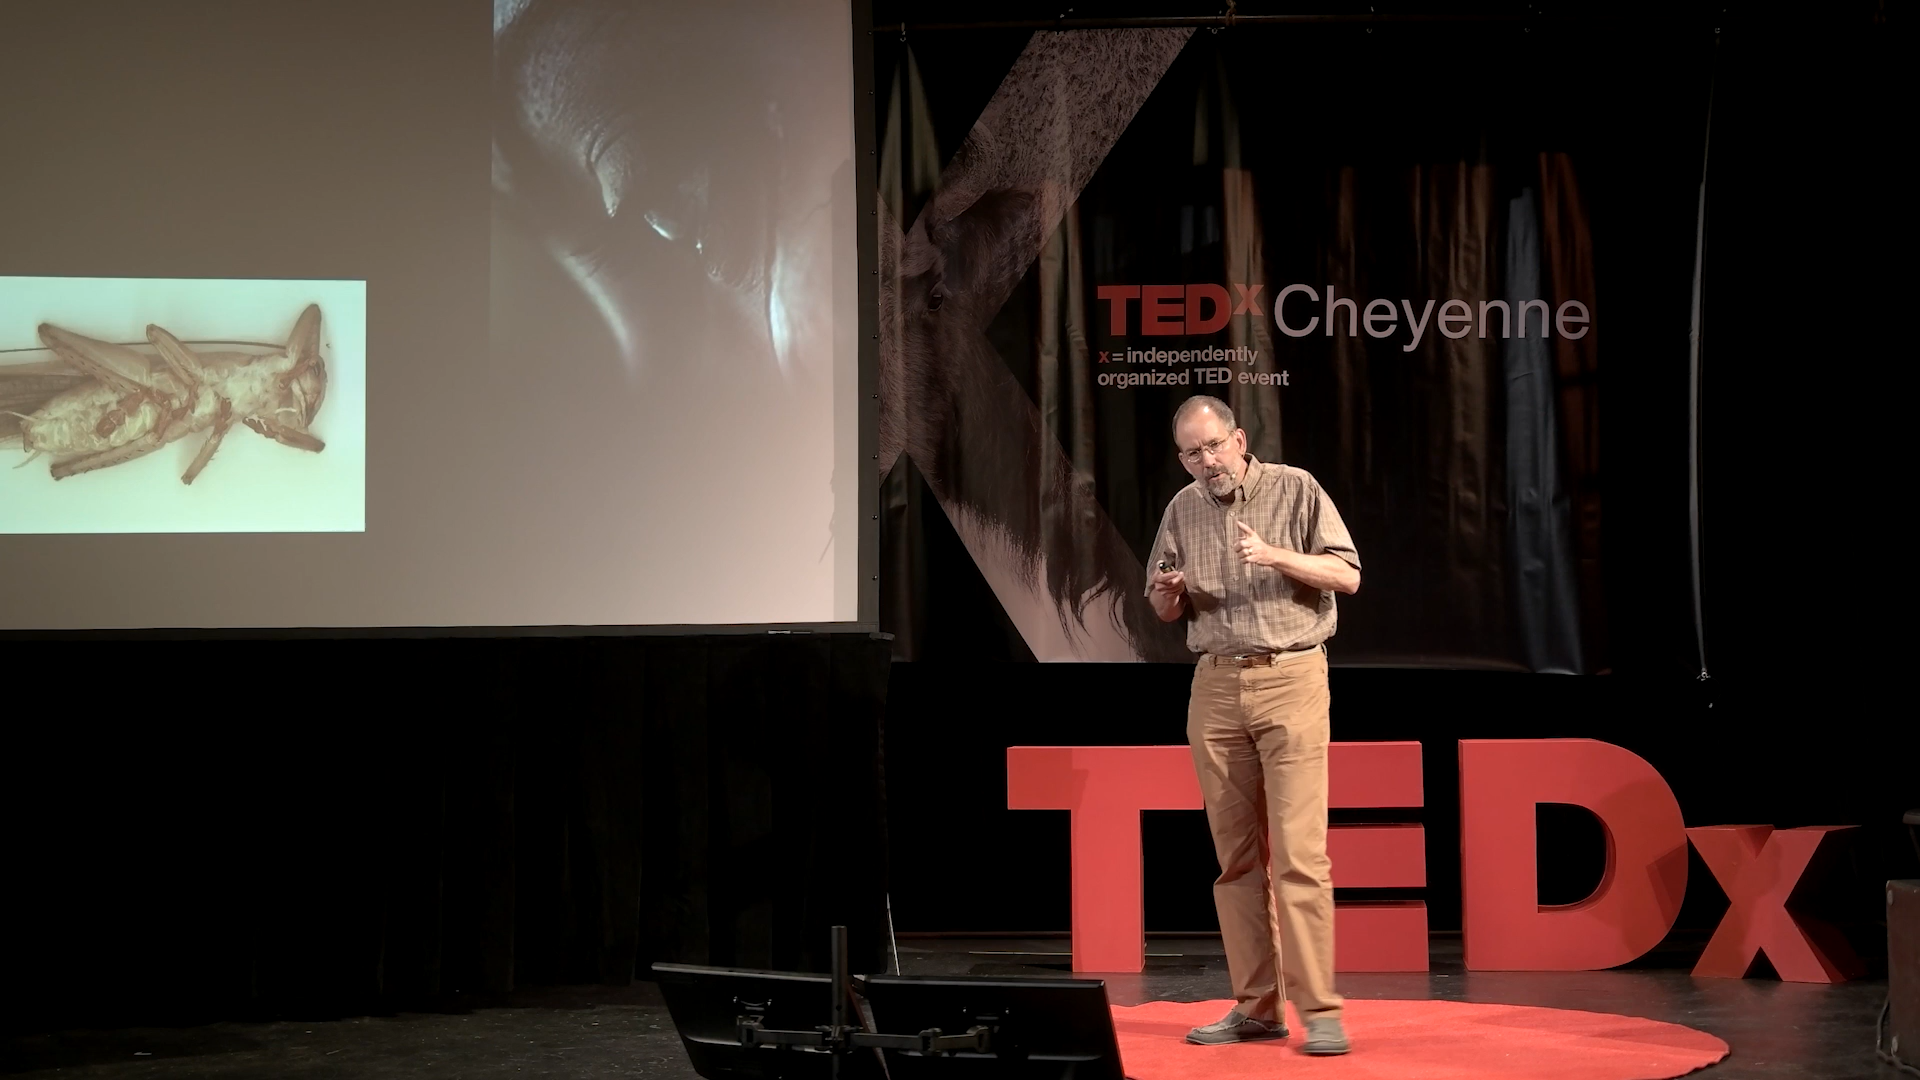 TEDx Cheyenne
x = independently
organized TED event
TEDx